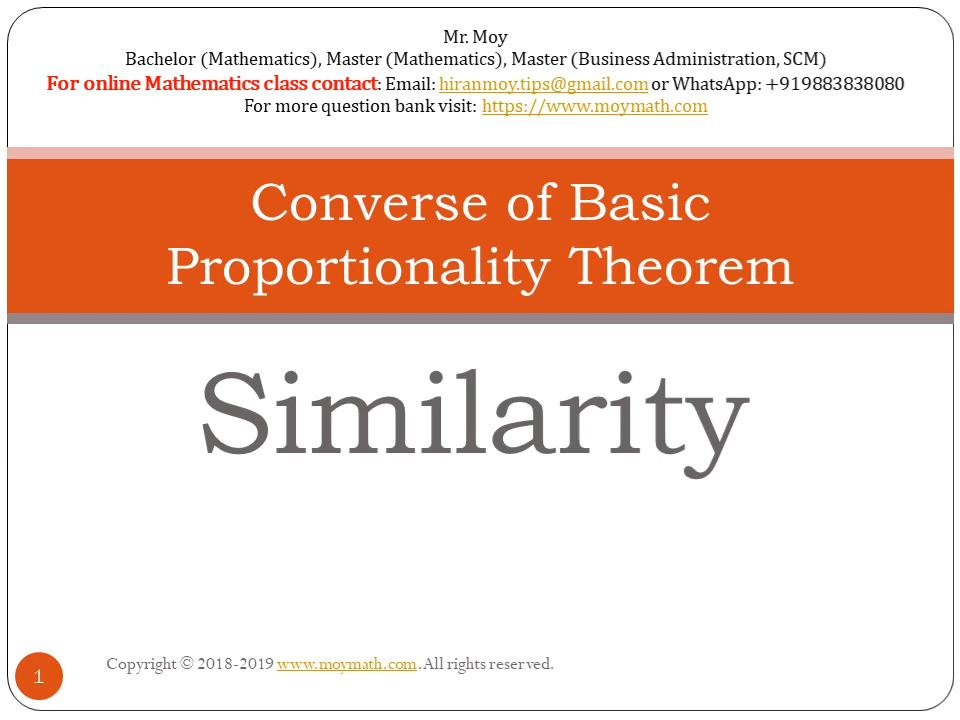 Mr. Moy
Bachelor (Mathematics), Master (Mathematics), Master (Business Administration, SCM)
For online Mathematics class contact: Email: hiranmoy.tips@gmail.com or WhatsApp: +919883838080
For more question bank visit: https://www.moymath.com
Converse of Basic
Proportionality Theorem
Similarity
Copyright © 2018-2019 www.moymath.com. All rights reserved.
1